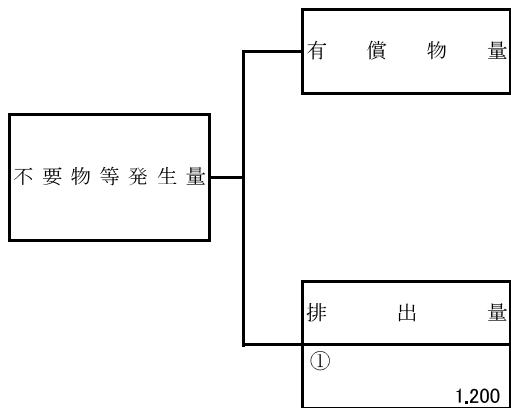 有償物量
不要物等発生量
排出量
①
1.200